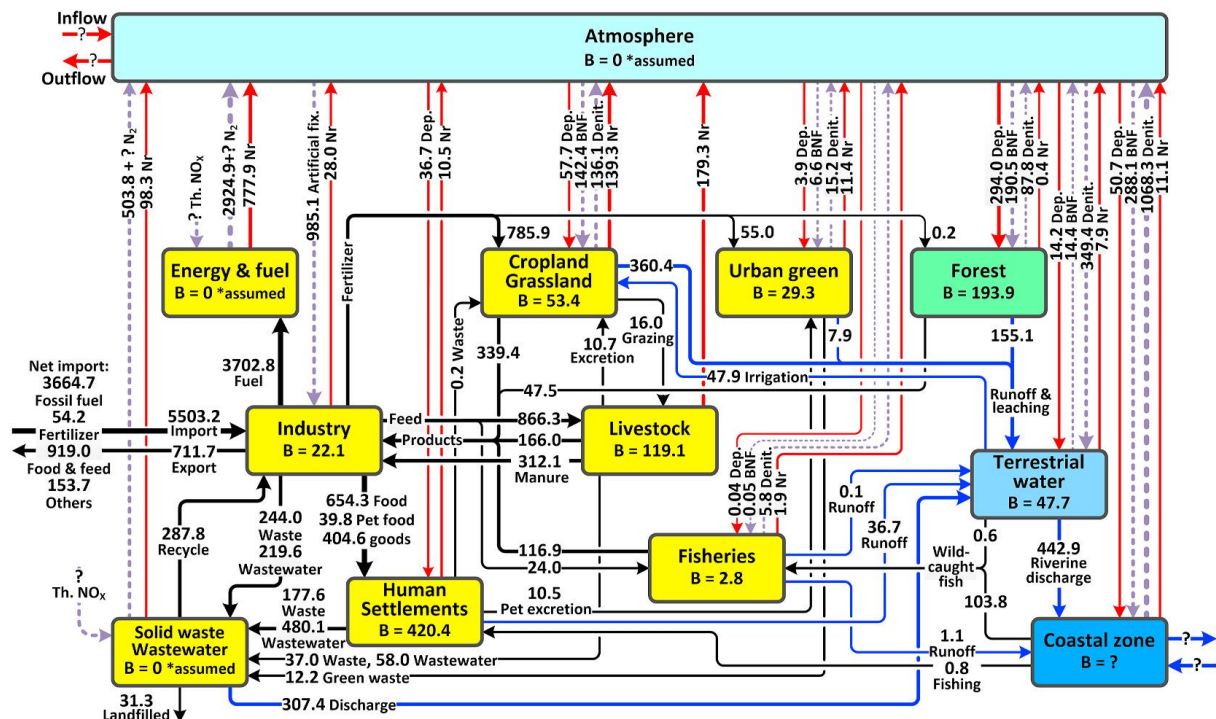 Inflow
?
?
Outflow
Atmosphere
B = 0 *assumed
503.8 + ? N₂
98.3 Nr
? Th. NOₓ
2924.9+? N₂
777.9 Nr
985.1 Artificial fix.
28.0 Nr
36.7 Dep.
10.5 Nr
57.7 Dep.
142.4 BNF
136.1 Denit.
139.3 Nr
179.3 Nr
3.9 Dep.
6.6 BNF
15.2 Denit.
11.4 Nr
294.0 Dep.
190.5 BNF
87.8 Denit.
0.4 Nr
14.2 Dep.
14.4 BNF
349.4 Denit.
7.9 Nr
50.7 Dep.
288.1 BNF
1068.3 Denit.
11.1 Nr
Fertilizer
785.9
55.0
0.2
Energy & fuel
B = 0 *assumed
Cropland
Grassland
B = 53.4
360.4
Urban green
B = 29.3
Forest
B = 193.9
0.2 Waste
339.4
10.7
Excretion
16.0
Grazing
7.9
155.1
3702.8
Fuel
47.5
47.9 Irrigation
Runoff &
leaching
Net import:
3664.7
Fossil fuel
54.2
Fertilizer
919.0
Food & feed
153.7
Others
5503.2
Import
711.7
Export
Industry
B = 22.1
Feed
866.3
Products
166.0
312.1
Manure
Livestock
B = 119.1
Terrestrial
water
B = 47.7
0.04 Dep.
0.05 BNF
5.8 Denit.
1.9 Nr
287.8
Recycle
244.0
Waste
219.6
Wastewater
654.3 Food
39.8 Pet food
404.6
goods
116.9
24.0
Fisheries
B = 2.8
0.1
Runoff
36.7
Runoff
0.6
Wild-
caught
fish
103.8
442.9
Riverine
discharge
?
Th. NOₓ
177.6
Waste
480.1
Wastewater
Human
Settlements
B = 420.4
10.5
Pet excretion
Solid waste
Wastewater
B = 0 *assumed
37.0 Waste, 58.0 Wastewater
12.2 Green waste
1.1
Runoff
0.8
Fishing
Coastal zone
B = ?
?
?
31.3
Landfilled
307.4 Discharge